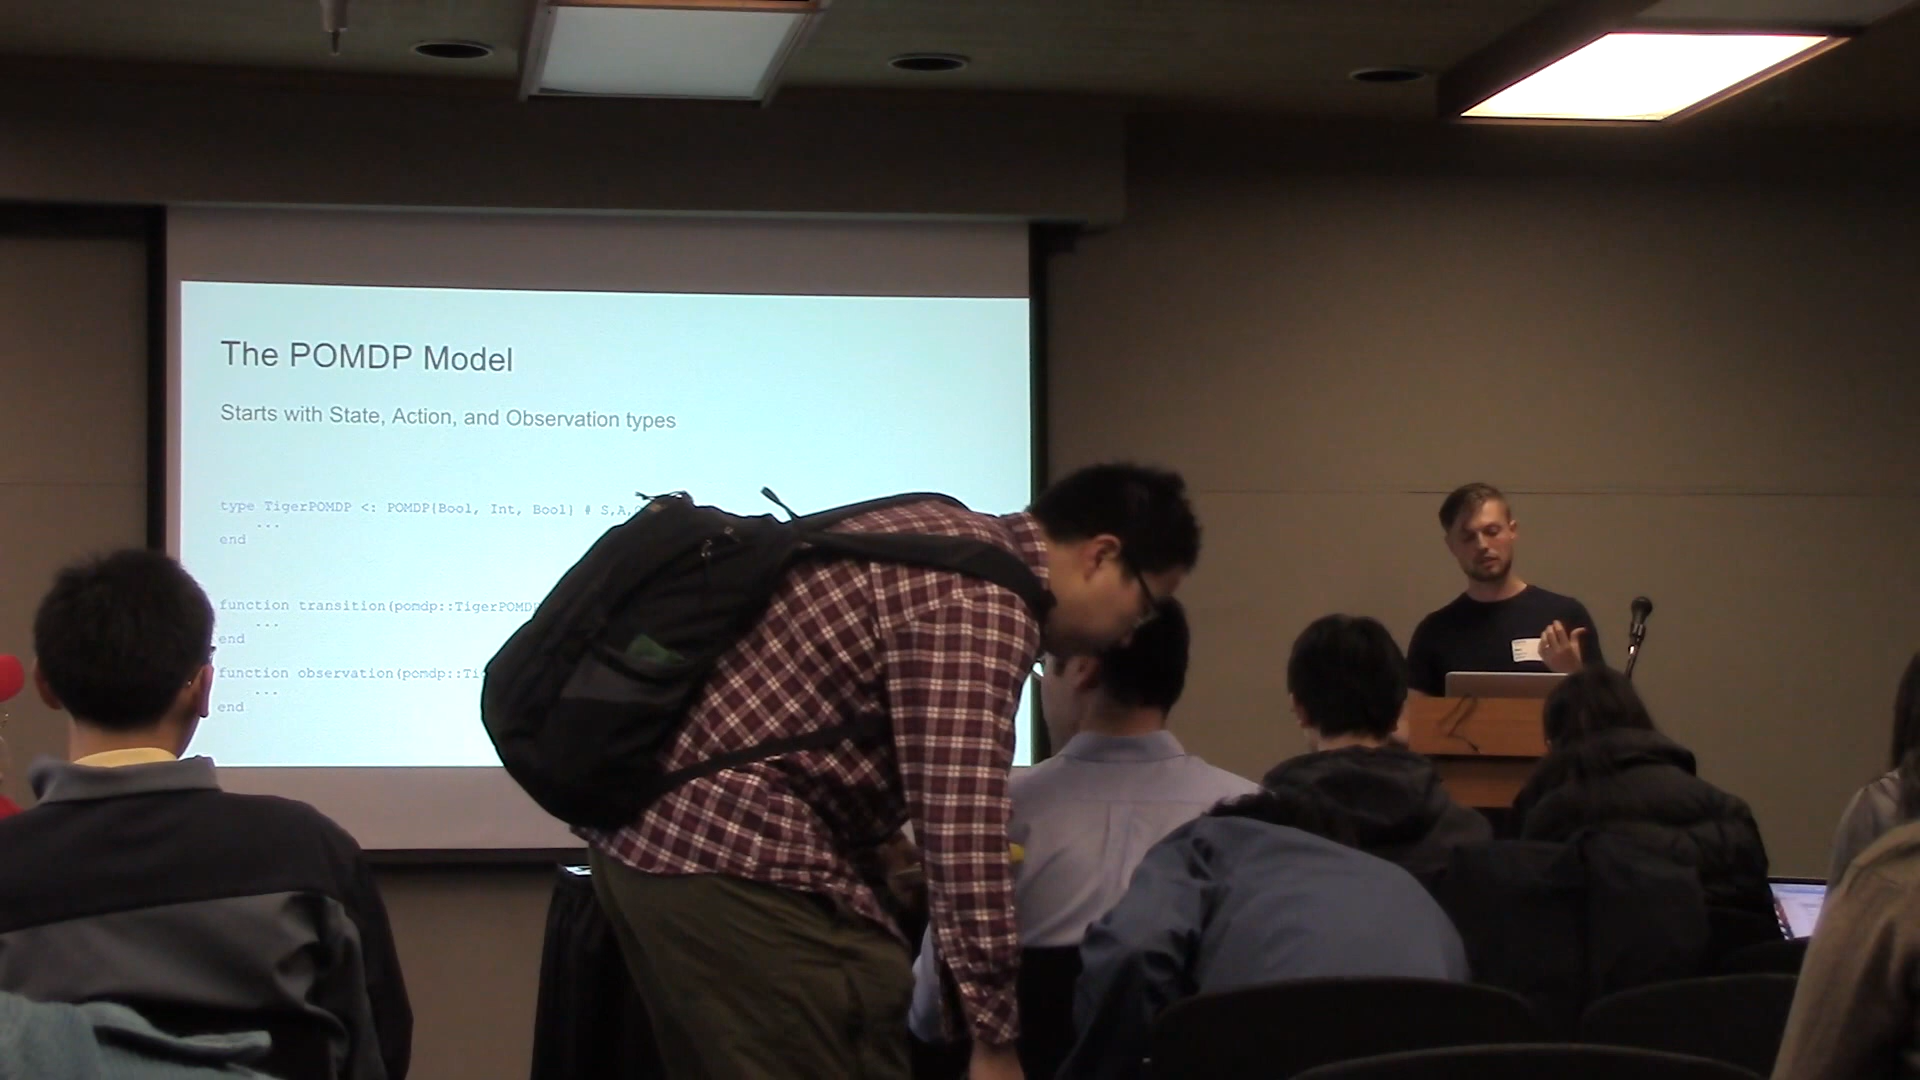 The POMDP Model
Starts with State, Action, and Observation types
type TigerPOMDP <: POMDP{Bool, Int, Bool} # S,A,
...
end
function transition(pomdp::TigerPOMDP
...
end
function observation(pomdp::Ti
...
end